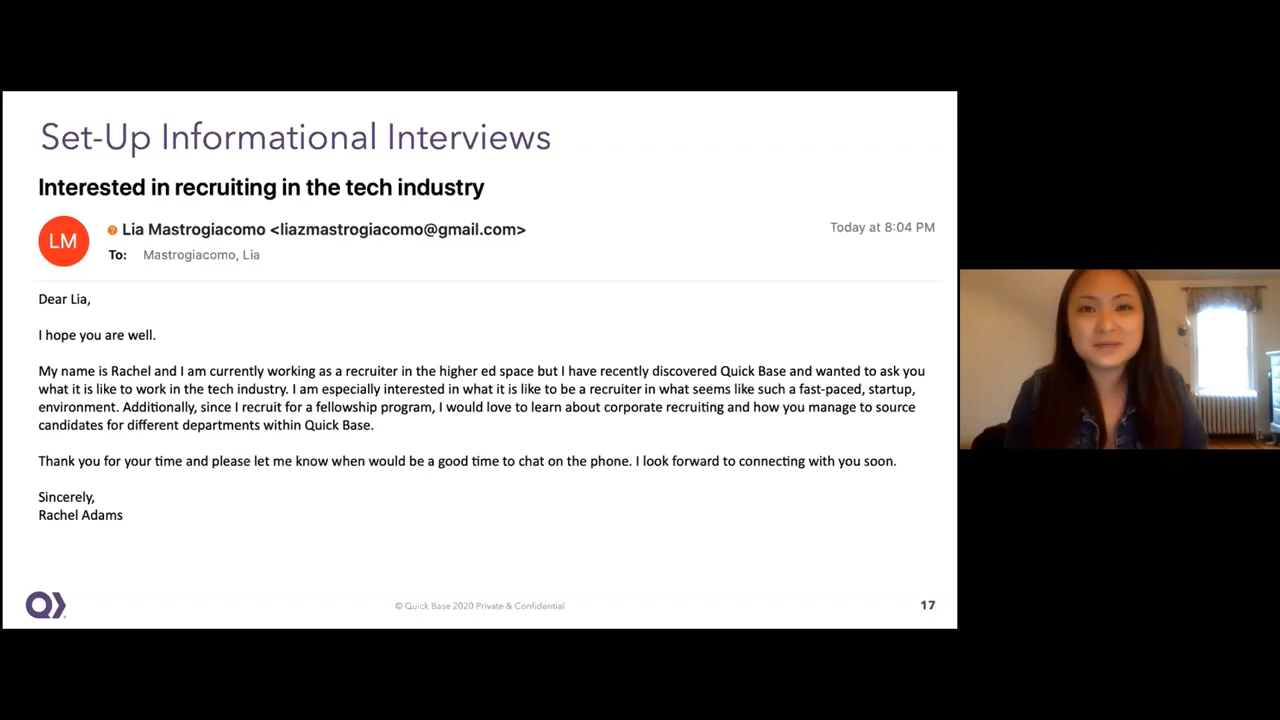 Set-Up Informational Interviews
Interested in recruiting in the tech industry
LM
Lia Mastrogiacomo <liazmastrogiacomo@gmail.com>
Today at 8:04 PM
To: Mastrogiacomo, Lia
Dear Lia,
I hope you are well.
My name is Rachel and I am currently working as a recruiter in the higher ed space but I have recently discovered Quick Base and wanted to ask you
what it is like to work in the tech industry. I am especially interested in what it is like to be a recruiter in what seems like such a fast-paced, startup,
environment. Additionally, since I recruit for a fellowship program, I would love to learn about corporate recruiting and how you manage to source
candidates for different departments within Quick Base.
Thank you for your time and please let me know when would be a good time to chat on the phone. I look forward to connecting with you soon.
Sincerely,
Rachel Adams
© Quick Base 2020 Private & Confidential
17